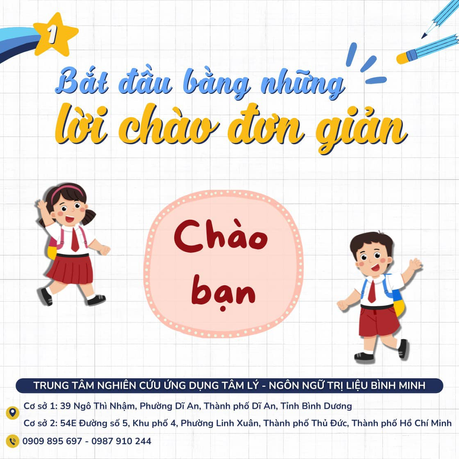 1
Bắt đầu bằng những
lời chào đơn giản
Chào
bạn
TRUNG TÂM NGHIÊN CỨU ỨNG DỤNG TÂM LÝ - NGÔN NGỮ TRỊ LIỆU BÌNH MINH
Cơ sở 1: 39 Ngô Thì Nhậm, Phường Dĩ An, Thành phố Dĩ An, Tỉnh Bình Dương
Cơ sở 2: 54E Đường số 5, Khu phố 4, Phường Linh Xuân, Thành phố Thủ Đức, Thành phố Hồ Chí Minh
0909 895 697 - 0987 910 244